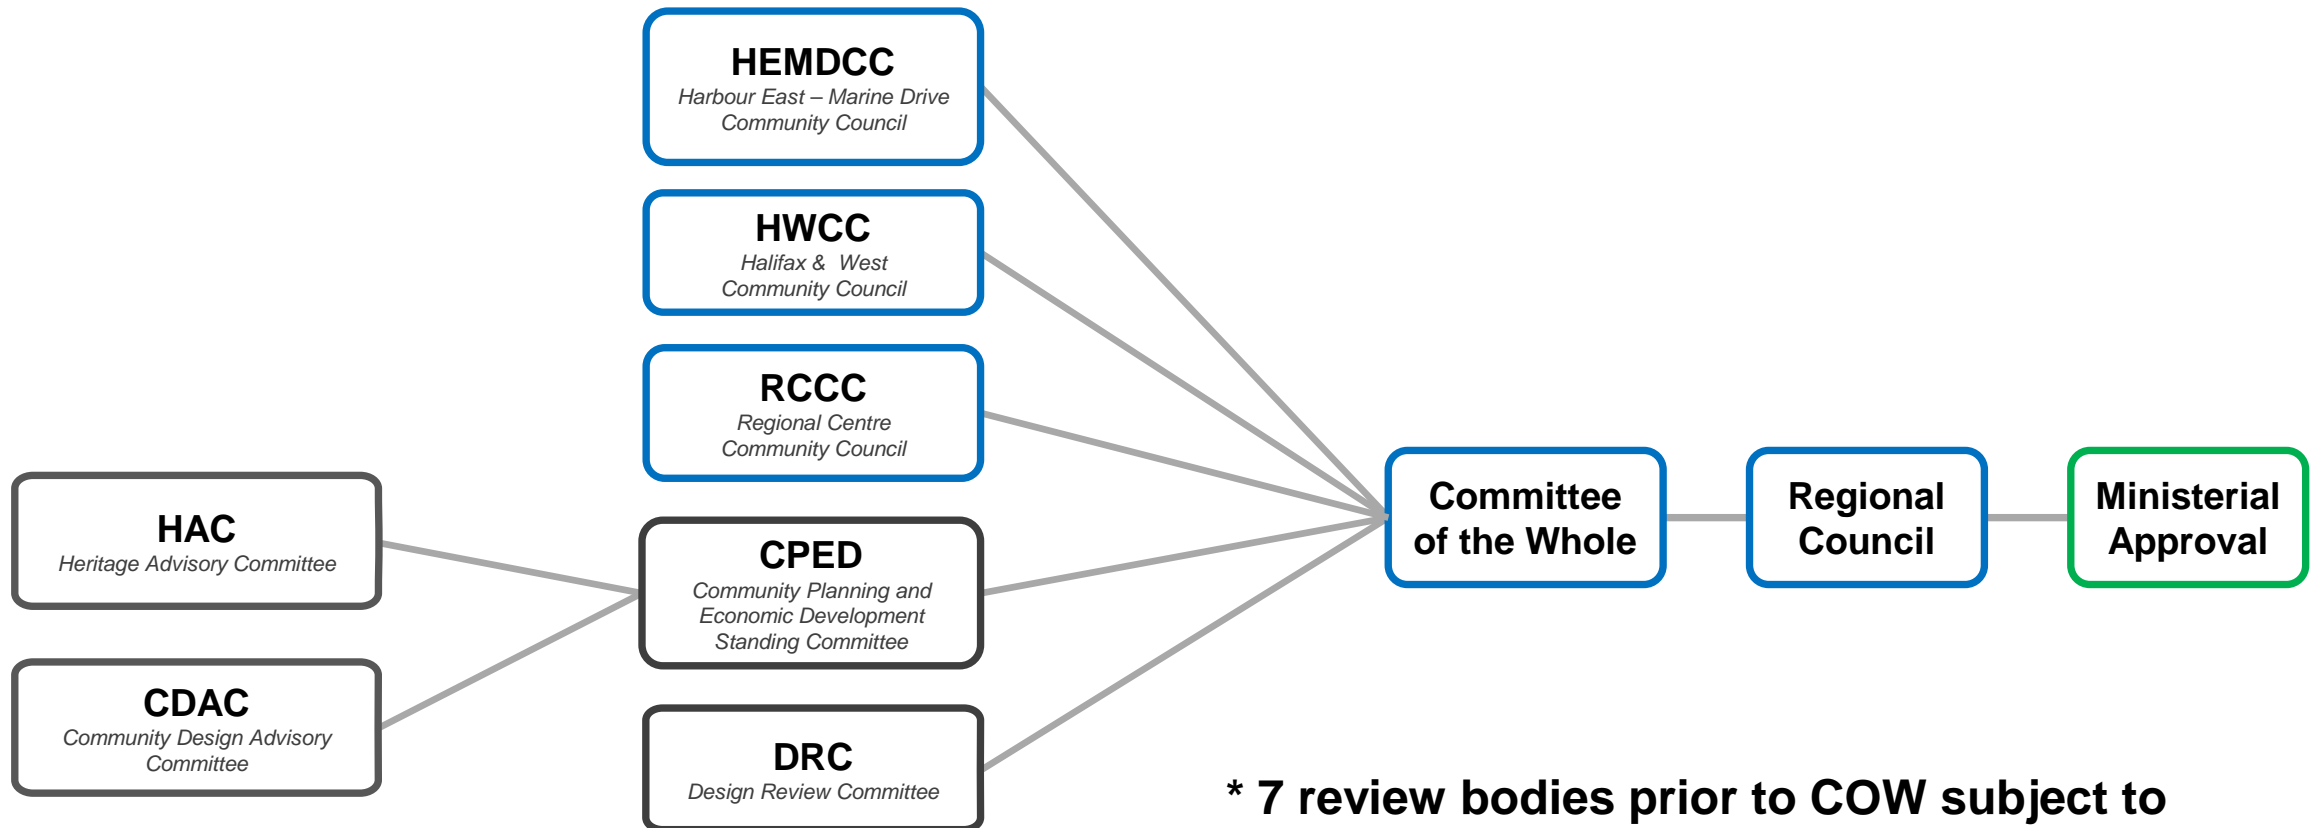 HEMDCC
Harbour East – Marine Drive
Community Council
HWCC
Halifax & West
Community Council
RCCC
Regional Centre
Community Council
HAC
Heritage Advisory Committee
CDAC
Community Design Advisory
Committee
CPED
Community Planning and
Economic Development
Standing Committee
DRC
Design Review Committee
Committee
of the Whole
Regional
Council
Ministerial
Approval
* 7 review bodies prior to COW subject to